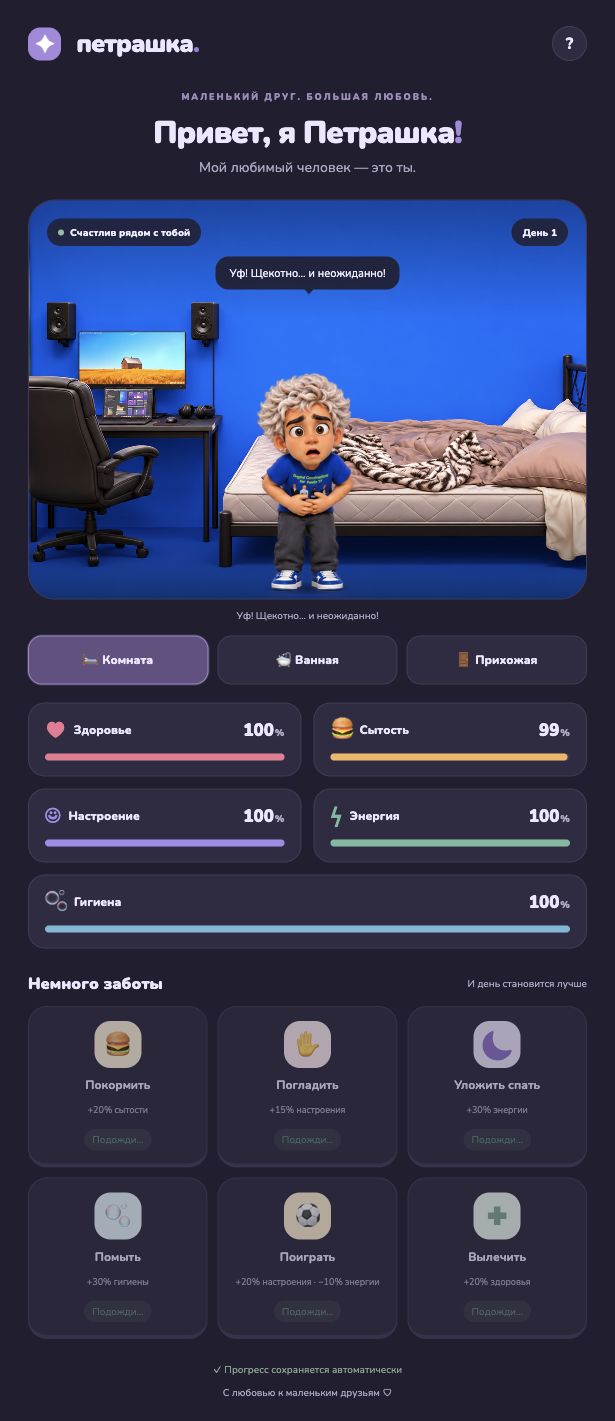 петрашка.
?
МАЛЕНЬКИЙ ДРУГ. БОЛЬШАЯ ЛЮБОВЬ.
Привет, я Петрашка!
Мой любимый человек — это ты.
Счастлив рядом с тобой
День 1
Уф! Щекотно... и неожиданно!
Уф! Щекотно... и неожиданно!
Комната
Ванная
Прихожая
Здоровье 100%
Сытость 99%
Настроение 100%
Энергия 100%
Гигиена 100%
Немного заботы
И день становится лучше
Покормить
+20% сытости
Подожди...
Погладить
+15% настроения
Подожди...
Уложить спать
+30% энергии
Подожди...
Помыть
+30% гигиены
Подожди...
Поиграть
+20% настроения · −10% энергии
Подожди...
Вылечить
+20% здоровья
Подожди...
✓ Прогресс сохраняется автоматически
С любовью к маленьким друзьям ♡